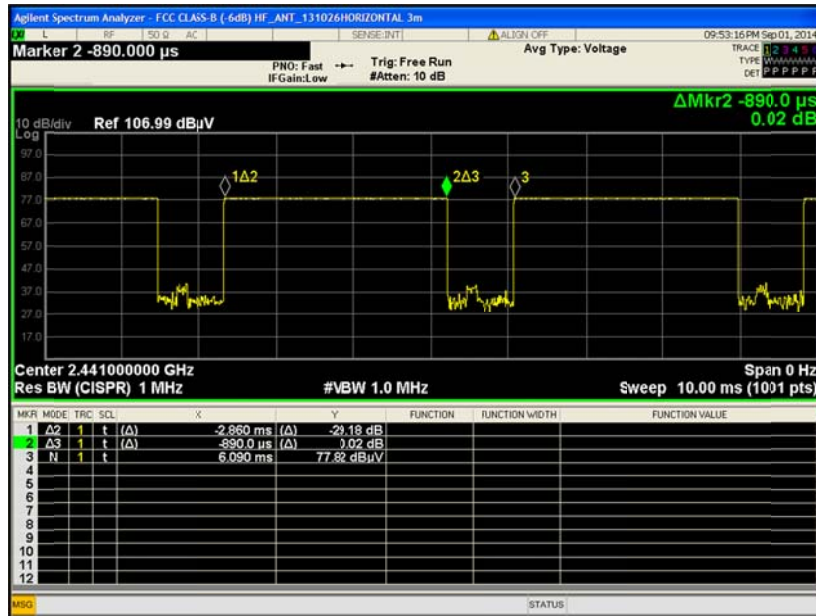 Agilent Spectrum Analyzer - FCC CLASS-B (-6dB) HF_ANT_131026HORIZONTAL 3m
L RF 50 Ω AC SENSE:INT ALIGN OFF 09:53:16 PM Sep 01, 2014
Marker 2 -890.000 µs Avg Type: Voltage TRACE 1 2 3 4 5
PNO: Fast Trig: Free Run TYPE
IFGain:Low #Atten: 10 dB DET P P P P P
ΔMkr2 -890.0 µs
10 dB/div Ref 106.99 dBµV 0.02 dB
Log
97.0
87.0
1Δ2 2Δ3 3
77.0
67.0
57.0
47.0
37.0
27.0
17.0
Center 2.441000000 GHz Span 0 Hz
Res BW (CISPR) 1 MHz #VBW 1.0 MHz Sweep 10.00 ms (1001 pts)
MKR MODE TRC SCL X Y FUNCTION FUNCTION WIDTH FUNCTION VALUE
1 Δ2 1 t (Δ) -2.860 ms (Δ) -29.18 dB
2 Δ3 1 t (Δ) -890.0 µs (Δ) 0.02 dB
3 N 1 t 6.090 ms 77.82 dBµV
4
5
6
7
8
9
10
11
12
MSG STATUS